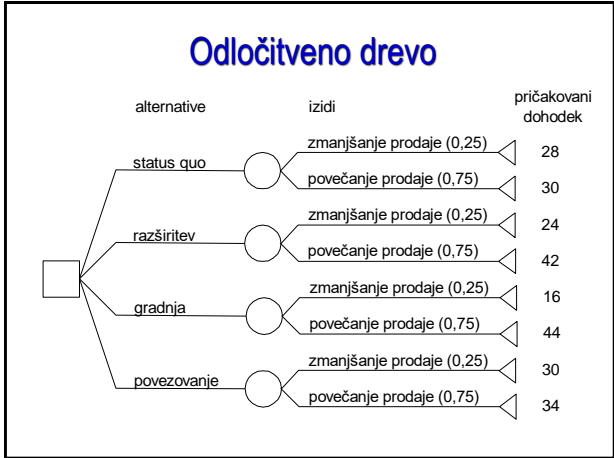 Odločitveno drevo
alternative
izidi
pričakovani
dohodek
status quo
zmanjšanje prodaje (0,25)
28
povečanje prodaje (0,75)
30
razširitev
zmanjšanje prodaje (0,25)
24
povečanje prodaje (0,75)
42
gradnja
zmanjšanje prodaje (0,25)
16
povečanje prodaje (0,75)
44
povezovanje
zmanjšanje prodaje (0,25)
30
povečanje prodaje (0,75)
34